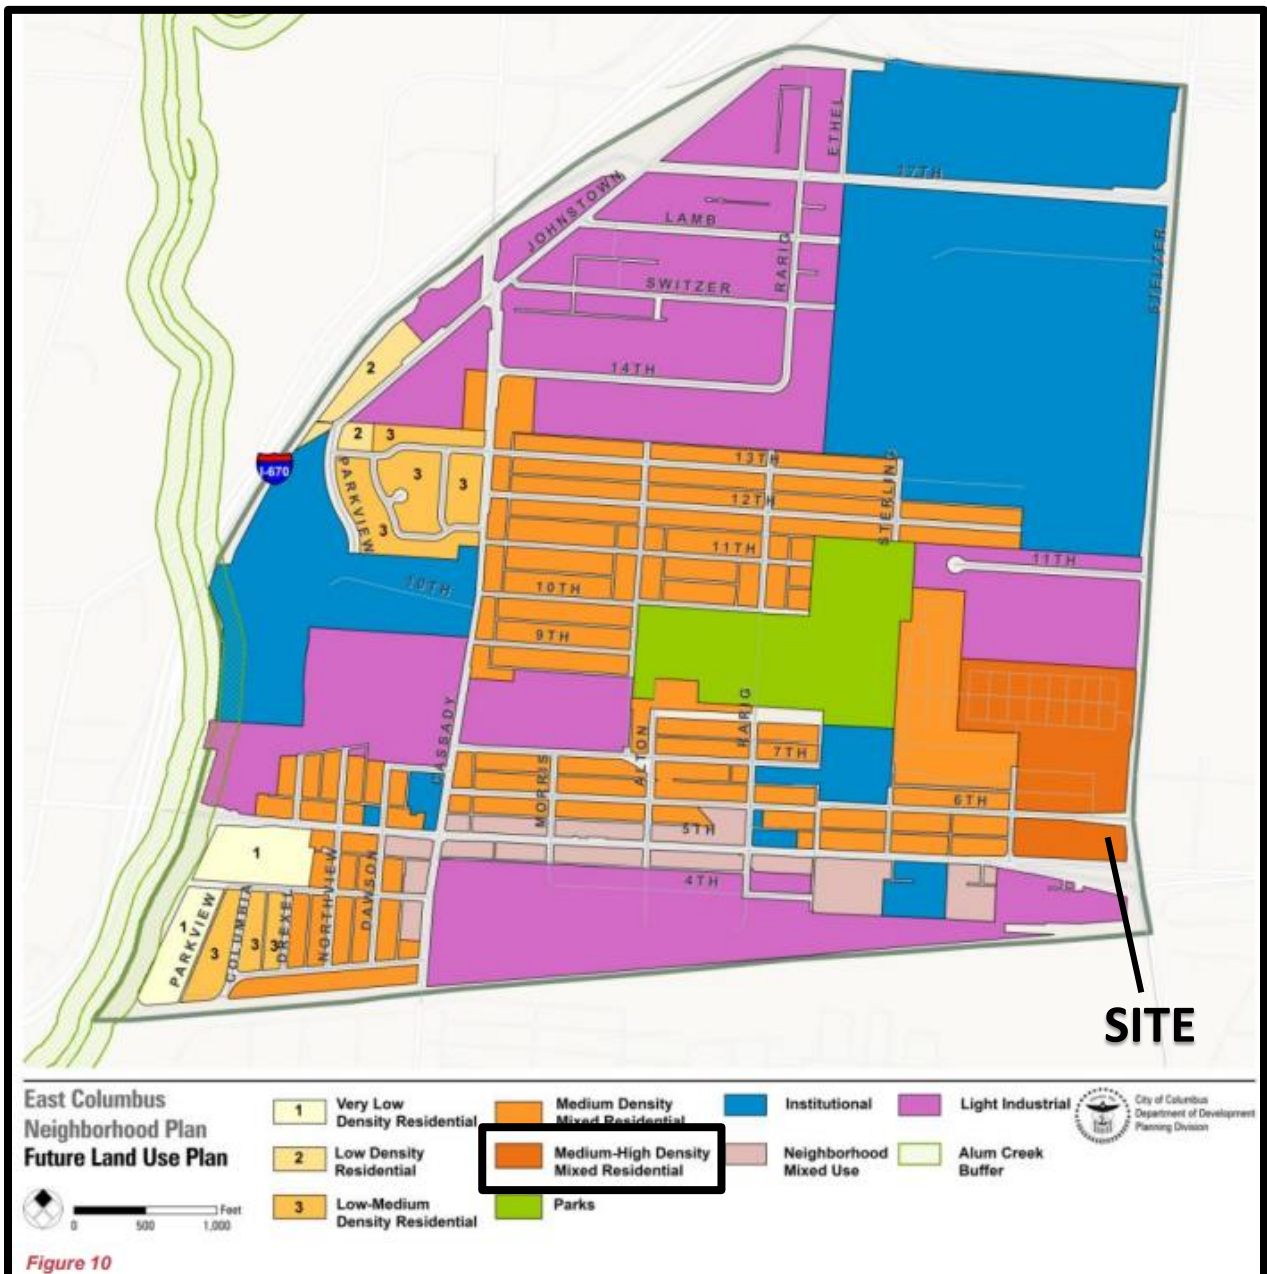 ETHEL
17TH
JOHNSTOWN
LAMB
RARIG
STELZER
SWITZER
14TH
2
2
3
I-670
PARKVIEW
3
3
3
13TH
12TH
STERLING
11TH
11TH
10TH
10TH
9TH
CASSADY
RARIG
ALTON
7TH
MORRIS
6TH
5TH
1
4TH
NORTHVIEW
DAWSON
COLUMBIA
DREXEL
1
PARKVIEW
3
3
3
SITE
East Columbus
Neighborhood Plan
Future Land Use Plan
0 500 1,000
Feet
1 Very Low
Density Residential
2 Low Density
Residential
3 Low-Medium
Density Residential
Medium Density
Mixed Residential
Medium-High Density
Mixed Residential
Parks
Institutional
Neighborhood
Mixed Use
Light Industrial
Alum Creek
Buffer
City of Columbus
Department of Development
Planning Division
Figure 10